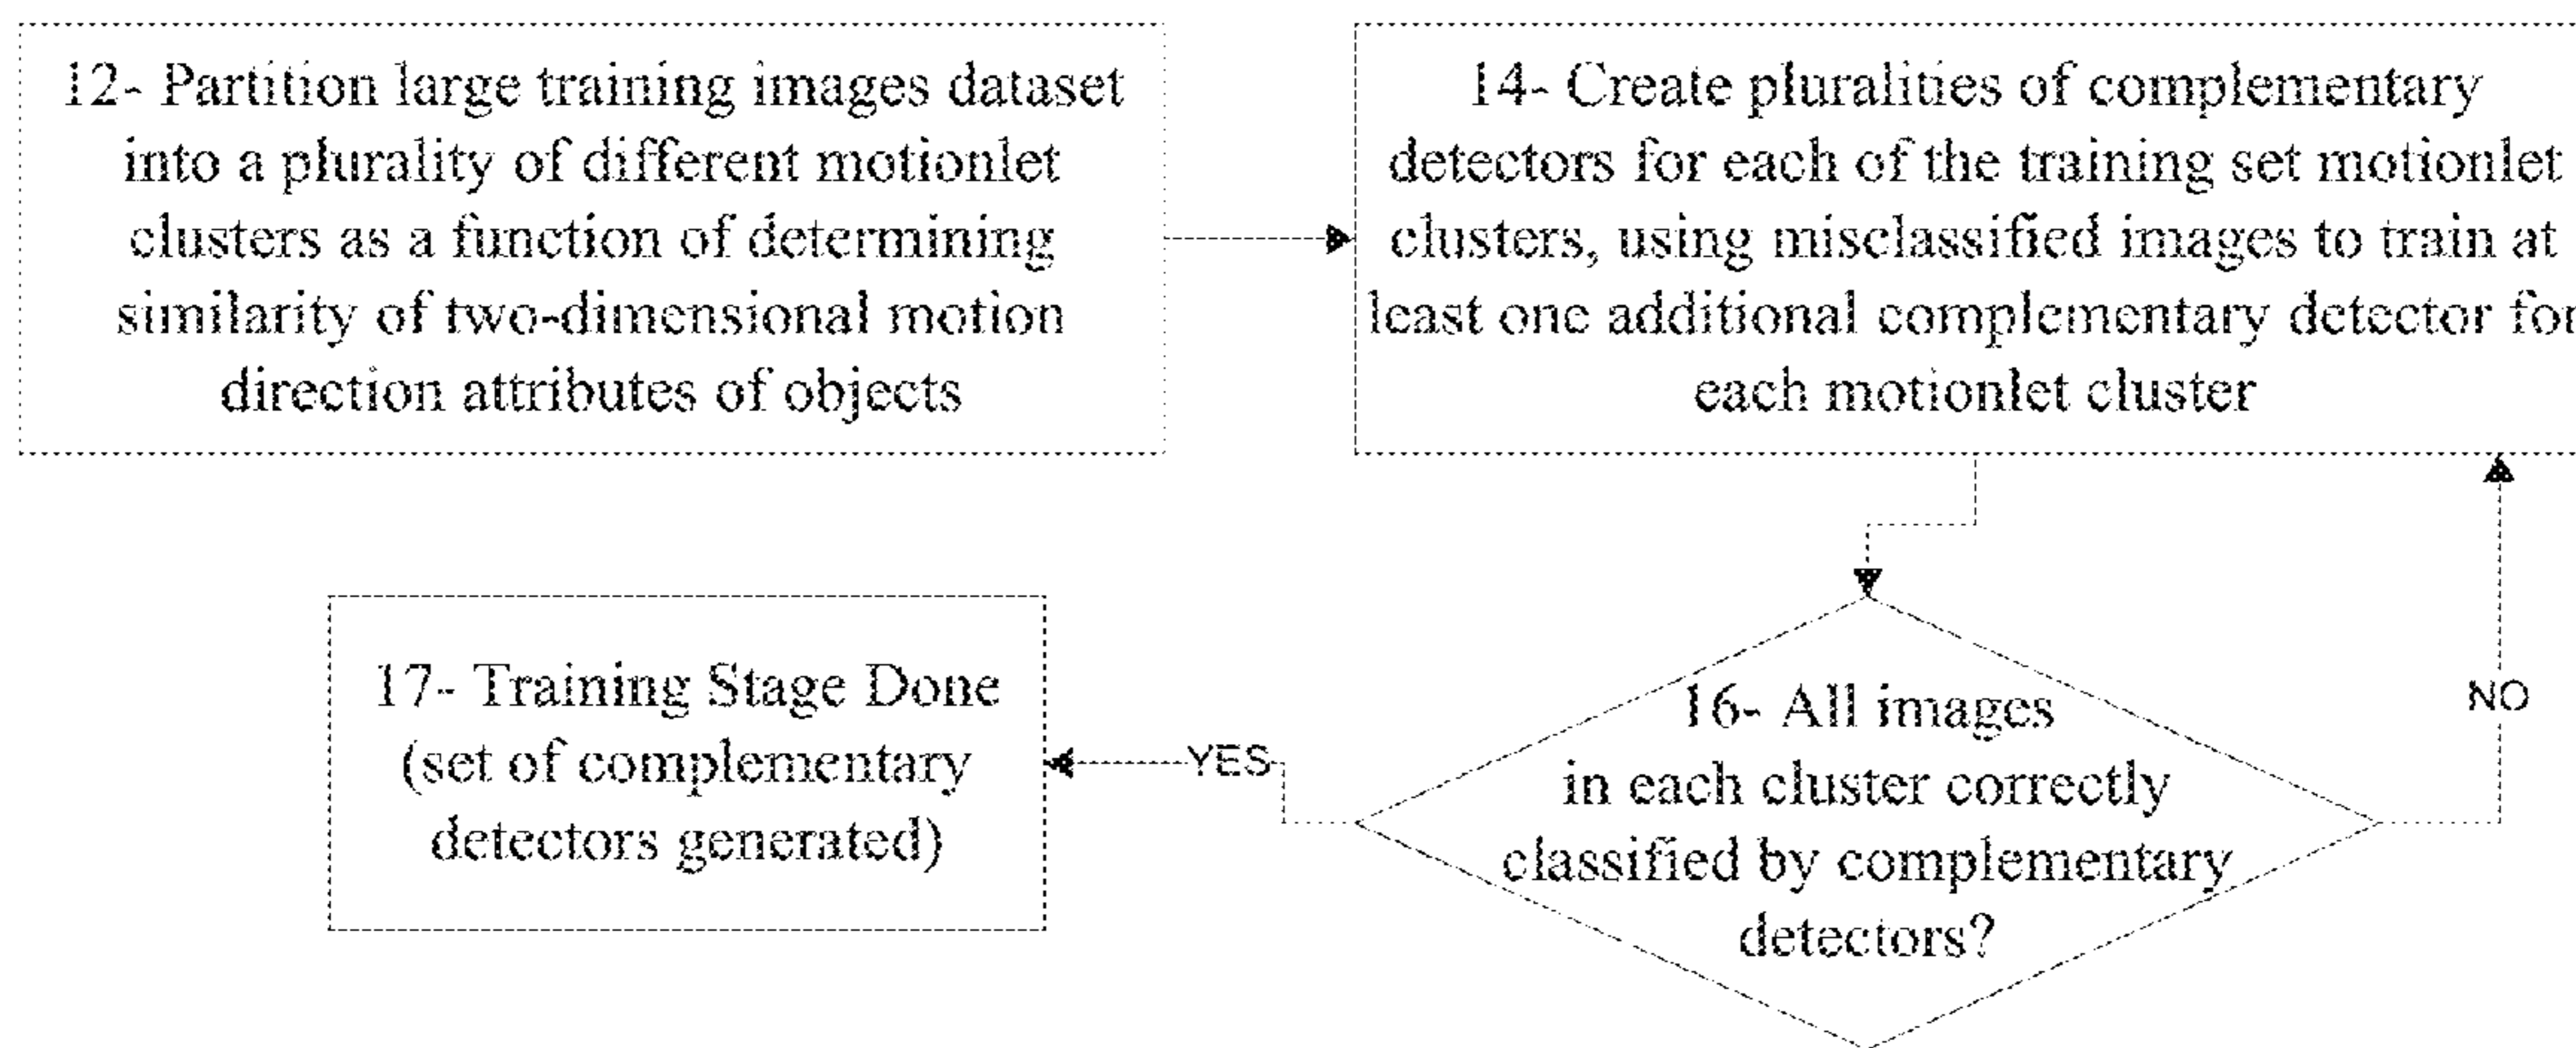 12- Partition large training images dataset
into a plurality of different motionlet
clusters as a function of determining
similarity of two-dimensional motion
direction attributes of objects
14- Create pluralities of complementary
detectors for each of the training set motionlet
clusters, using misclassified images to train at
least one additional complementary detector for
each motionlet cluster
16- All images
in each cluster correctly
classified by complementary
detectors?
NO
YES
17- Training Stage Done
(set of complementary
detectors generated)